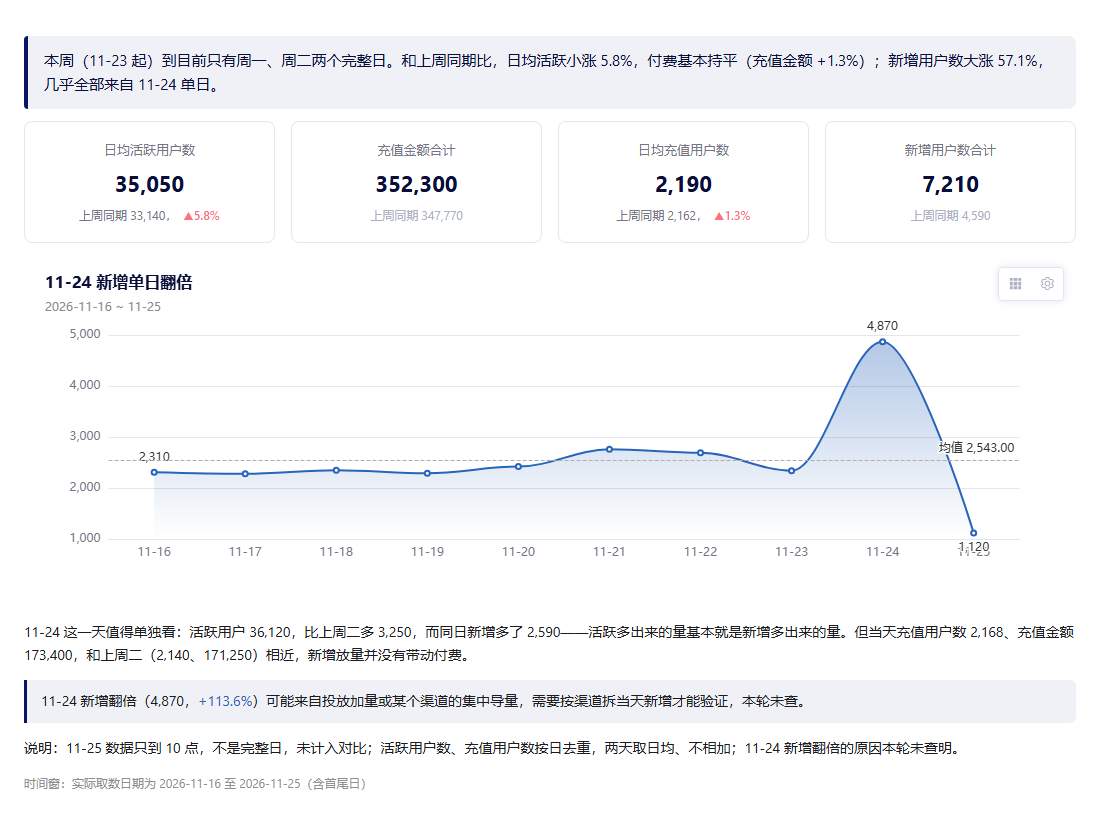 本周（11-23 起）到目前只有周一、周二两个完整日。和上周同期比，日均活跃小涨 5.8%，付费基本持平（充值金额 +1.3%）；新增用户数大涨 57.1%，
几乎全部来自 11-24 单日。
日均活跃用户数
35,050
上周同期 33,140， ▲5.8%
充值金额合计
352,300
上周同期 347,770
日均充值用户数
2,190
上周同期 2,162， ▲1.3%
新增用户数合计
7,210
上周同期 4,590
11-24 新增单日翻倍
2026-11-16 ~ 11-25
5,000
4,000
3,000
2,000
1,000
2,310
4,870
均值 2,543.00
1,120
11-16
11-17
11-18
11-19
11-20
11-21
11-22
11-23
11-24
11-25
11-24 这一天值得单独看：活跃用户 36,120，比上周二多 3,250，而同日新增多了 2,590——活跃多出来的量基本就是新增多出来的量。但当天充值用户数 2,168、充值金额
173,400，和上周二（2,140、171,250）相近，新增放量并没有带动付费。
11-24 新增翻倍（4,870，+113.6%）可能来自投放加量或某个渠道的集中导量，需要按渠道拆当天新增才能验证，本轮未查。
说明：11-25 数据只到 10 点，不是完整日，未计入对比；活跃用户数、充值用户数按日去重，两天取日均、不相加；11-24 新增翻倍的原因本轮未查明。
时间窗：实际取数日期为 2026-11-16 至 2026-11-25（含首尾日）